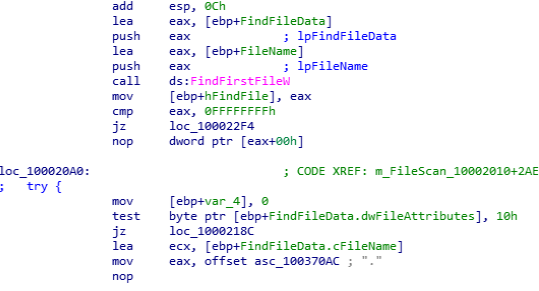 add     esp, 0Ch
lea     eax, [ebp+FindFileData]
push    eax             ; lpFindFileData
lea     eax, [ebp+FileName]
push    eax             ; lpFileName
call    ds:FindFirstFileW
mov     [ebp+hFindFile], eax
cmp     eax, 0FFFFFFFFh
jz      loc_100022F4
nop     dword ptr [eax+00h]
loc_100020A0:                           ; CODE XREF: m_FileScan_10002010+2AE
;   try {
mov     [ebp+var_4], 0
test    byte ptr [ebp+FindFileData.dwFileAttributes], 10h
jz      loc_1000218C
lea     ecx, [ebp+FindFileData.cFileName]
mov     eax, offset asc_100370AC ; "."
nop